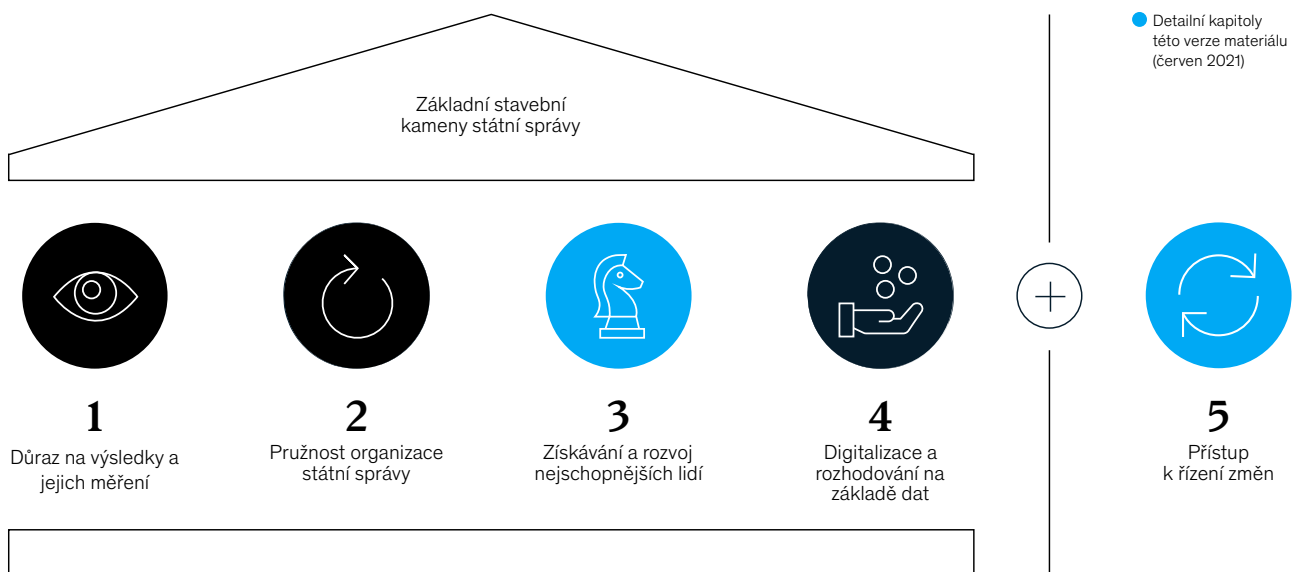 Detailní kapitoly
této verze materiálu
(červen 2021)
Základní stavební
kameny státní správy
1
Důraz na výsledky a
jejich měření
2
Pružnost organizace
státní správy
3
Získávání a rozvoj
nejschopnějších lidí
4
Digitalizace a
rozhodování na
základě dat
5
Přístup
k řízení změn